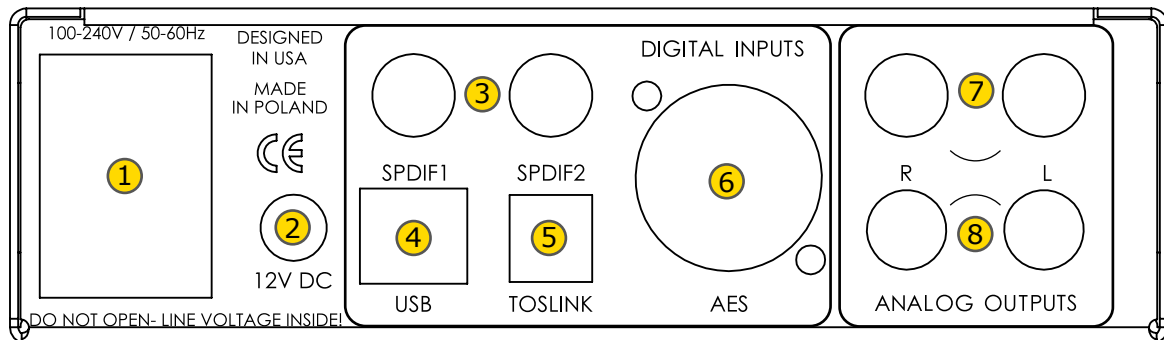 100-240V / 50-60Hz
DESIGNED
IN USA
MADE
IN POLAND
CE
1
2
12V DC
DO NOT OPEN- LINE VOLTAGE INSIDE!
DIGITAL INPUTS
3
SPDIF1
SPDIF2
4
5
6
USB
TOSLINK
AES
7
R
L
8
ANALOG OUTPUTS